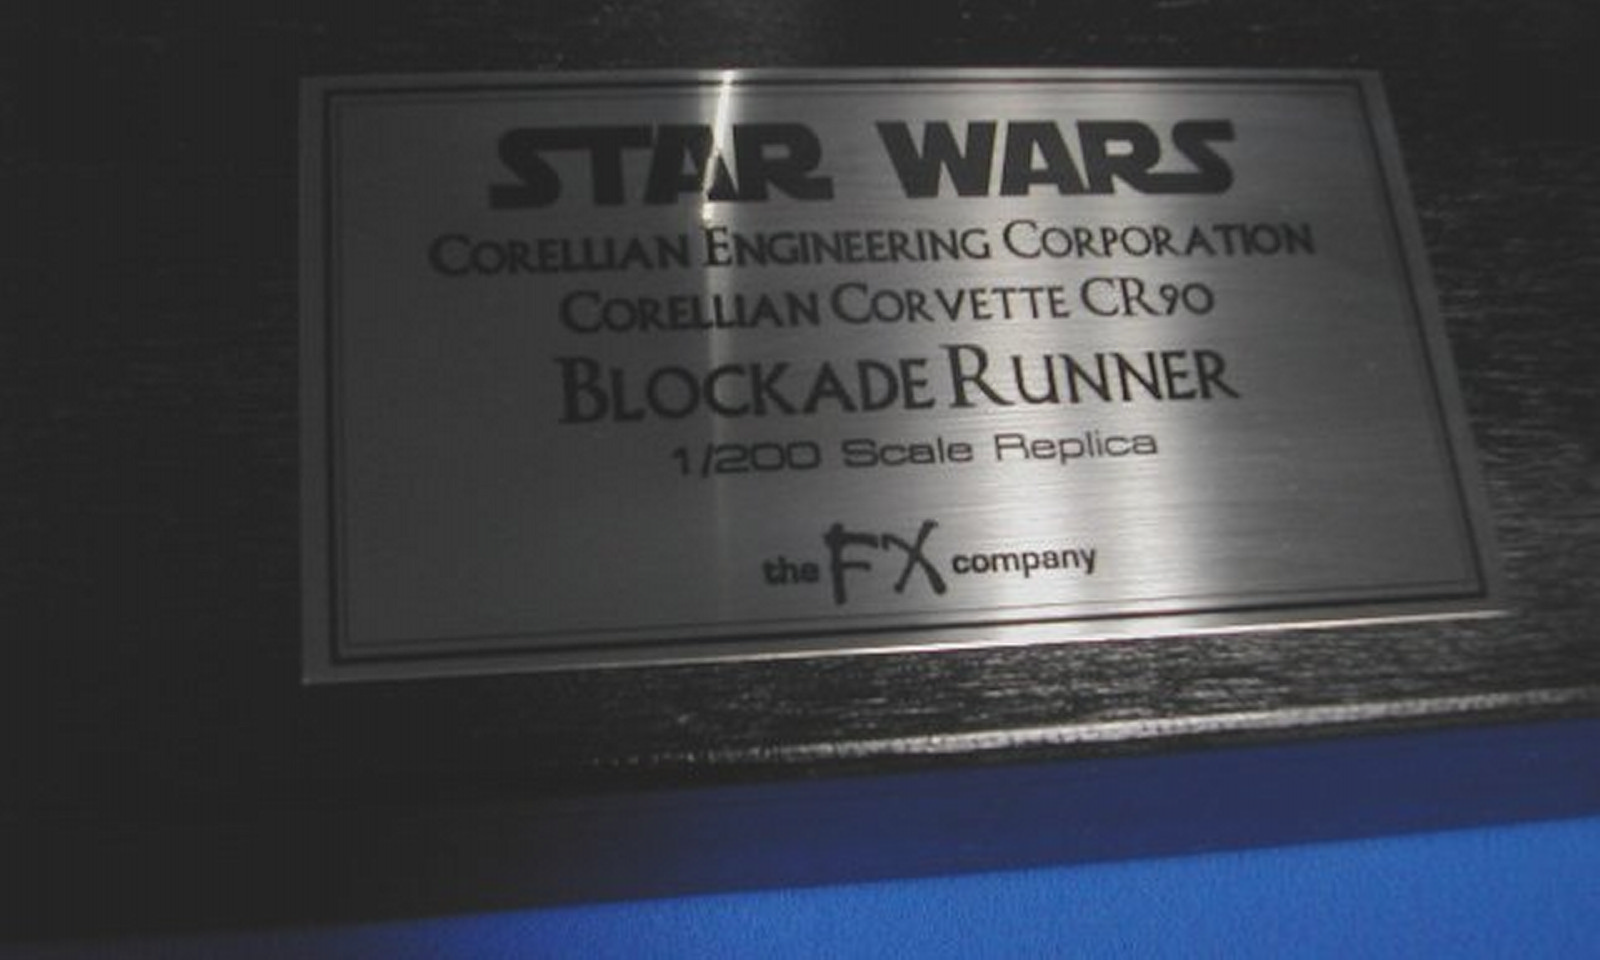 STAR WARS
CORELLIAN ENGINEERING CORPORATION
CORELLIAN CORVETTE CR90
BLOCKADE RUNNER
1/200 Scale Replica
the FX company